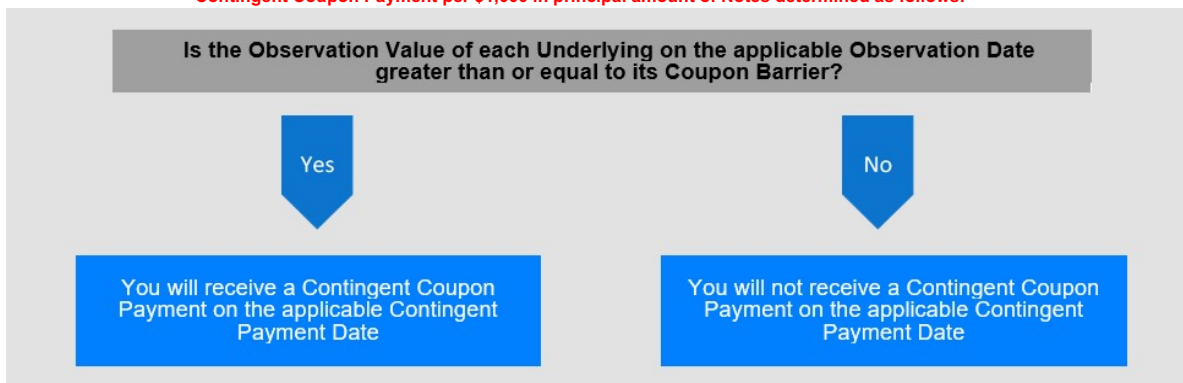 Contingent Coupon Payment per $1,000 in principal amount of Notes determined as follows:
Is the Observation Value of each Underlying on the applicable Observation Date
greater than or equal to its Coupon Barrier?
Yes
No
You will receive a Contingent Coupon
Payment on the applicable Contingent
Payment Date
You will not receive a Contingent Coupon
Payment on the applicable Contingent
Payment Date